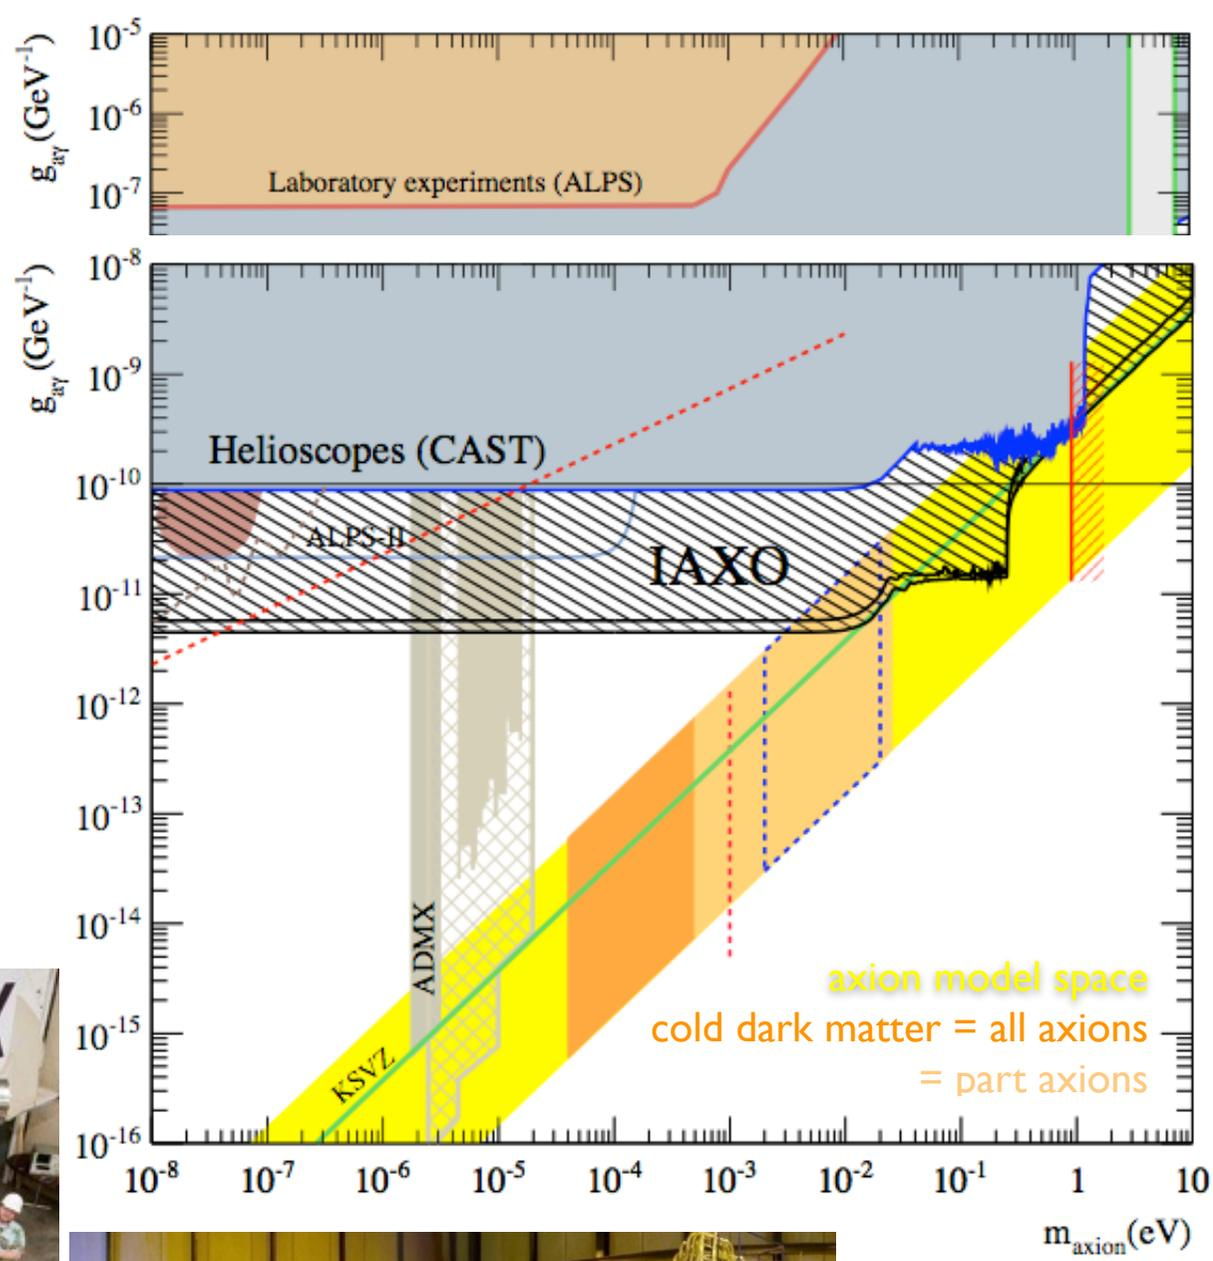 10⁻⁵
10⁻⁶
10⁻⁷
g_aγ (GeV⁻¹)
Laboratory experiments (ALPS)
10⁻⁸
10⁻⁹
10⁻¹⁰
10⁻¹¹
10⁻¹²
10⁻¹³
10⁻¹⁴
10⁻¹⁵
10⁻¹⁶
g_aγ (GeV⁻¹)
Helioscopes (CAST)
ALPS-II
IAXO
ADMX
KSVZ
axion model space
cold dark matter = all axions
= part axions
10⁻⁸ 10⁻⁷ 10⁻⁶ 10⁻⁵ 10⁻⁴ 10⁻³ 10⁻² 10⁻¹ 1 10
m_axion(eV)